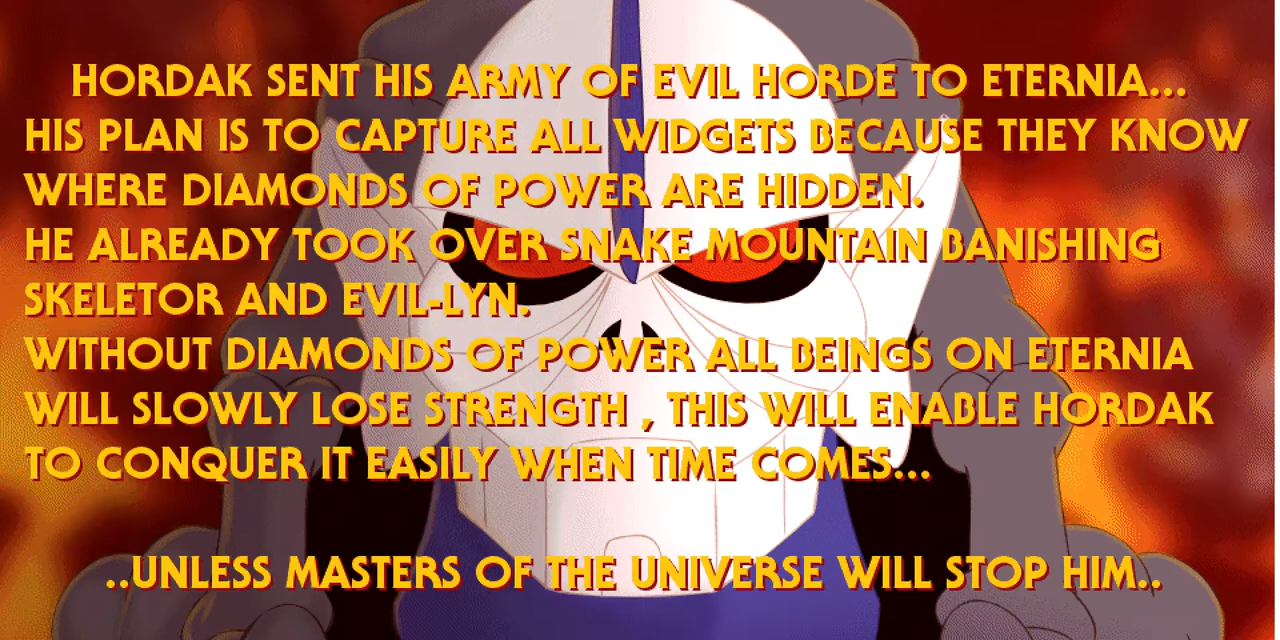 HORDAK SENT HIS ARMY OF EVIL HORDE TO ETERNIA...
HIS PLAN IS TO CAPTURE ALL WIDGETS BECAUSE THEY KNOW
WHERE DIAMONDS OF POWER ARE HIDDEN.
HE ALREADY TOOK OVER SNAKE MOUNTAIN BANISHING
SKELETOR AND EVIL-LYN.
WITHOUT DIAMONDS OF POWER ALL BEINGS ON ETERNIA
WILL SLOWLY LOSE STRENGTH , THIS WILL ENABLE HORDAK
TO CONQUER IT EASILY WHEN TIME COMES...
..UNLESS MASTERS OF THE UNIVERSE WILL STOP HIM..